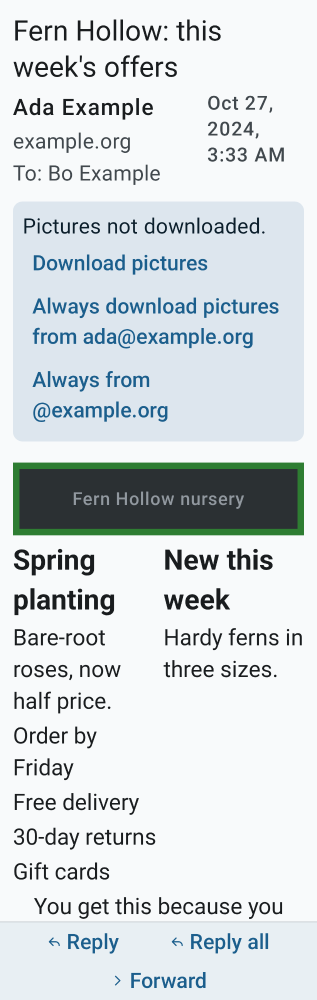 Fern Hollow: this
week's offers
Ada Example
example.org
To: Bo Example
Oct 27,
2024,
3:33 AM
Pictures not downloaded.
Download pictures
Always download pictures
from ada@example.org
Always from
@example.org
Fern Hollow nursery
Spring
planting
Bare-root
roses, now
half price.
New this
week
Hardy ferns in
three sizes.
Order by
Friday
Free delivery
30-day returns
Gift cards
You get this because you
Reply
Reply all
Forward